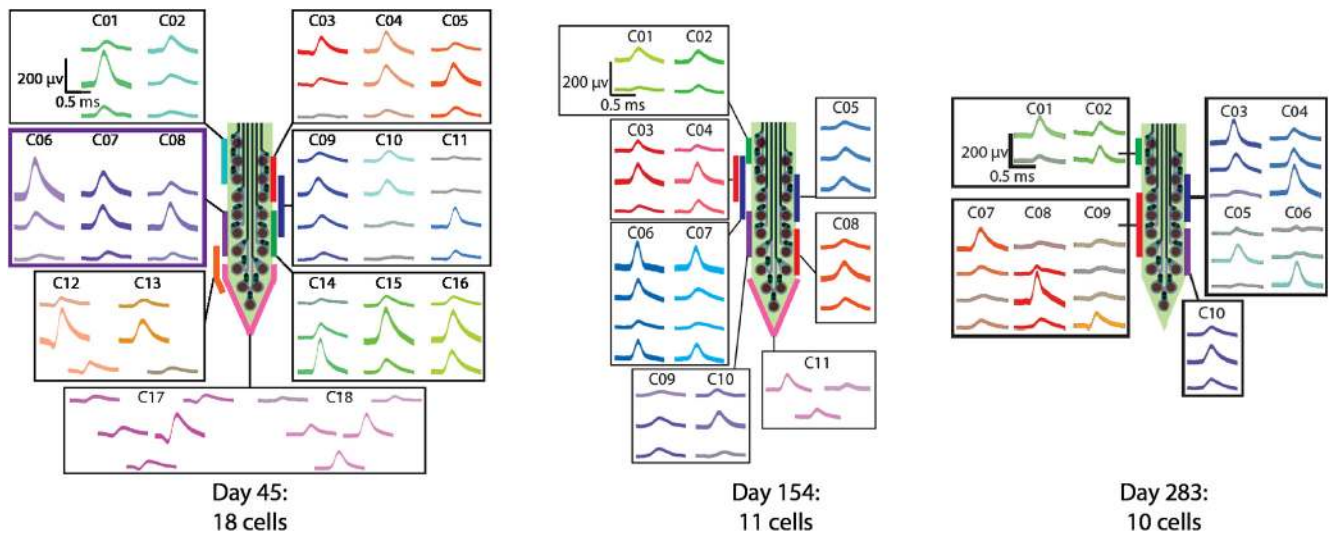 C01 C02
200 μv
0.5 ms
C03 C04 C05
C06 C07 C08
C09 C10 C11
C12 C13
C14 C15 C16
C17 C18
Day 45:
18 cells
C01 C02
200 μv
0.5 ms
C05
C03 C04
C06 C07
C08
C09 C10
C11
Day 154:
11 cells
C01 C02
200 μv
0.5 ms
C03 C04
C05 C06
C07 C08 C09
C10
Day 283:
10 cells